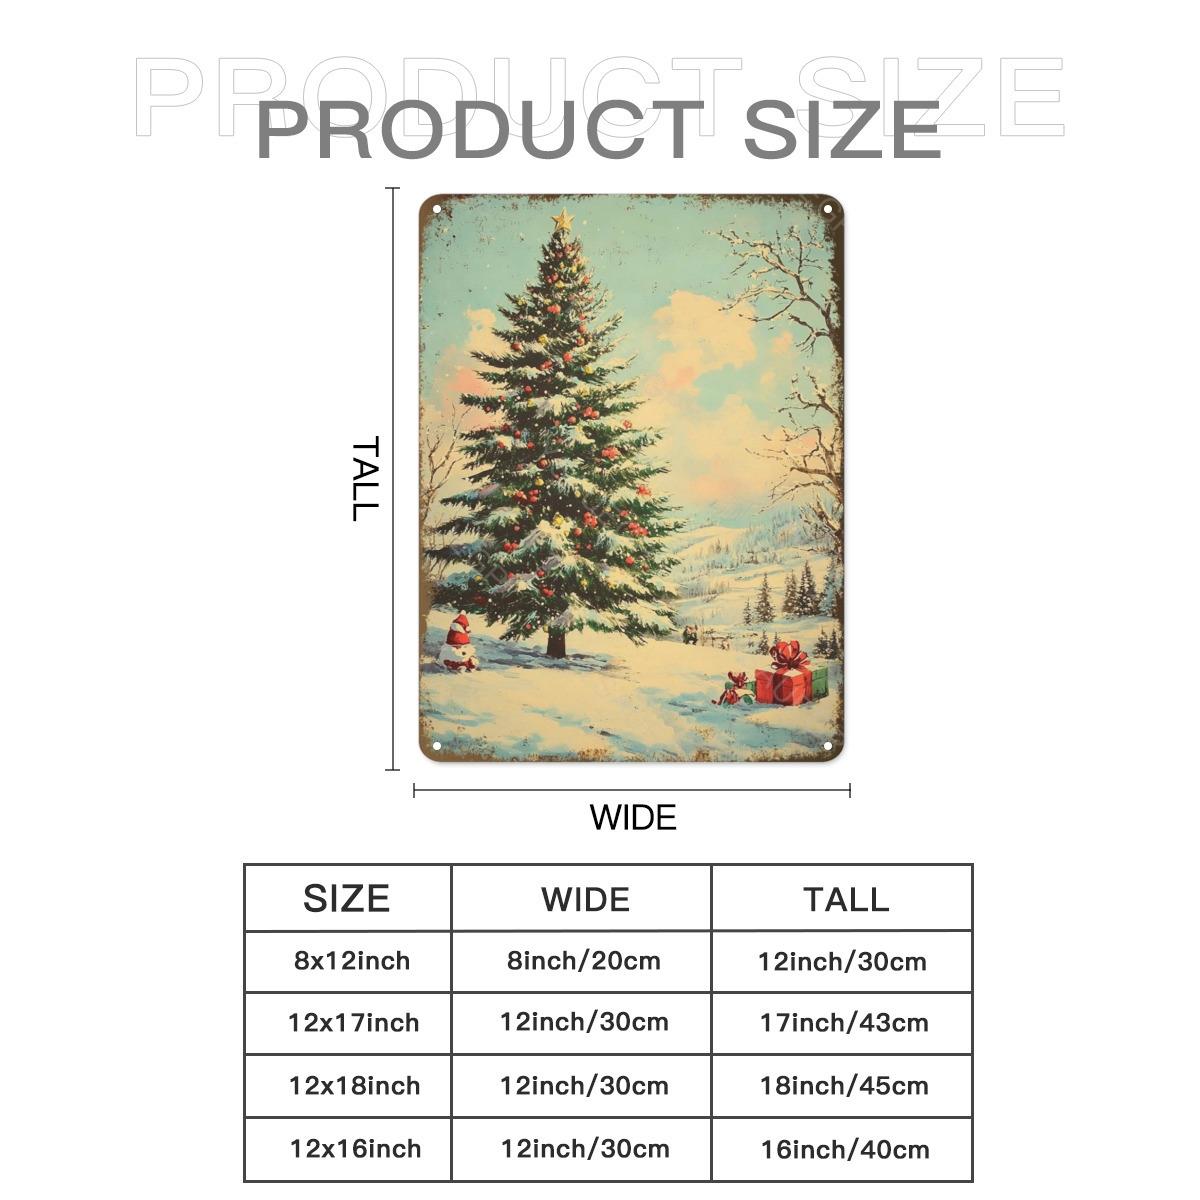 PRODUCT SIZE
PRODUCT SIZE
TALL
WIDE
SIZE WIDE TALL
8x12inch 8inch/20cm 12inch/30cm
12x17inch 12inch/30cm 17inch/43cm
12x18inch 12inch/30cm 18inch/45cm
12x16inch 12inch/30cm 16inch/40cm